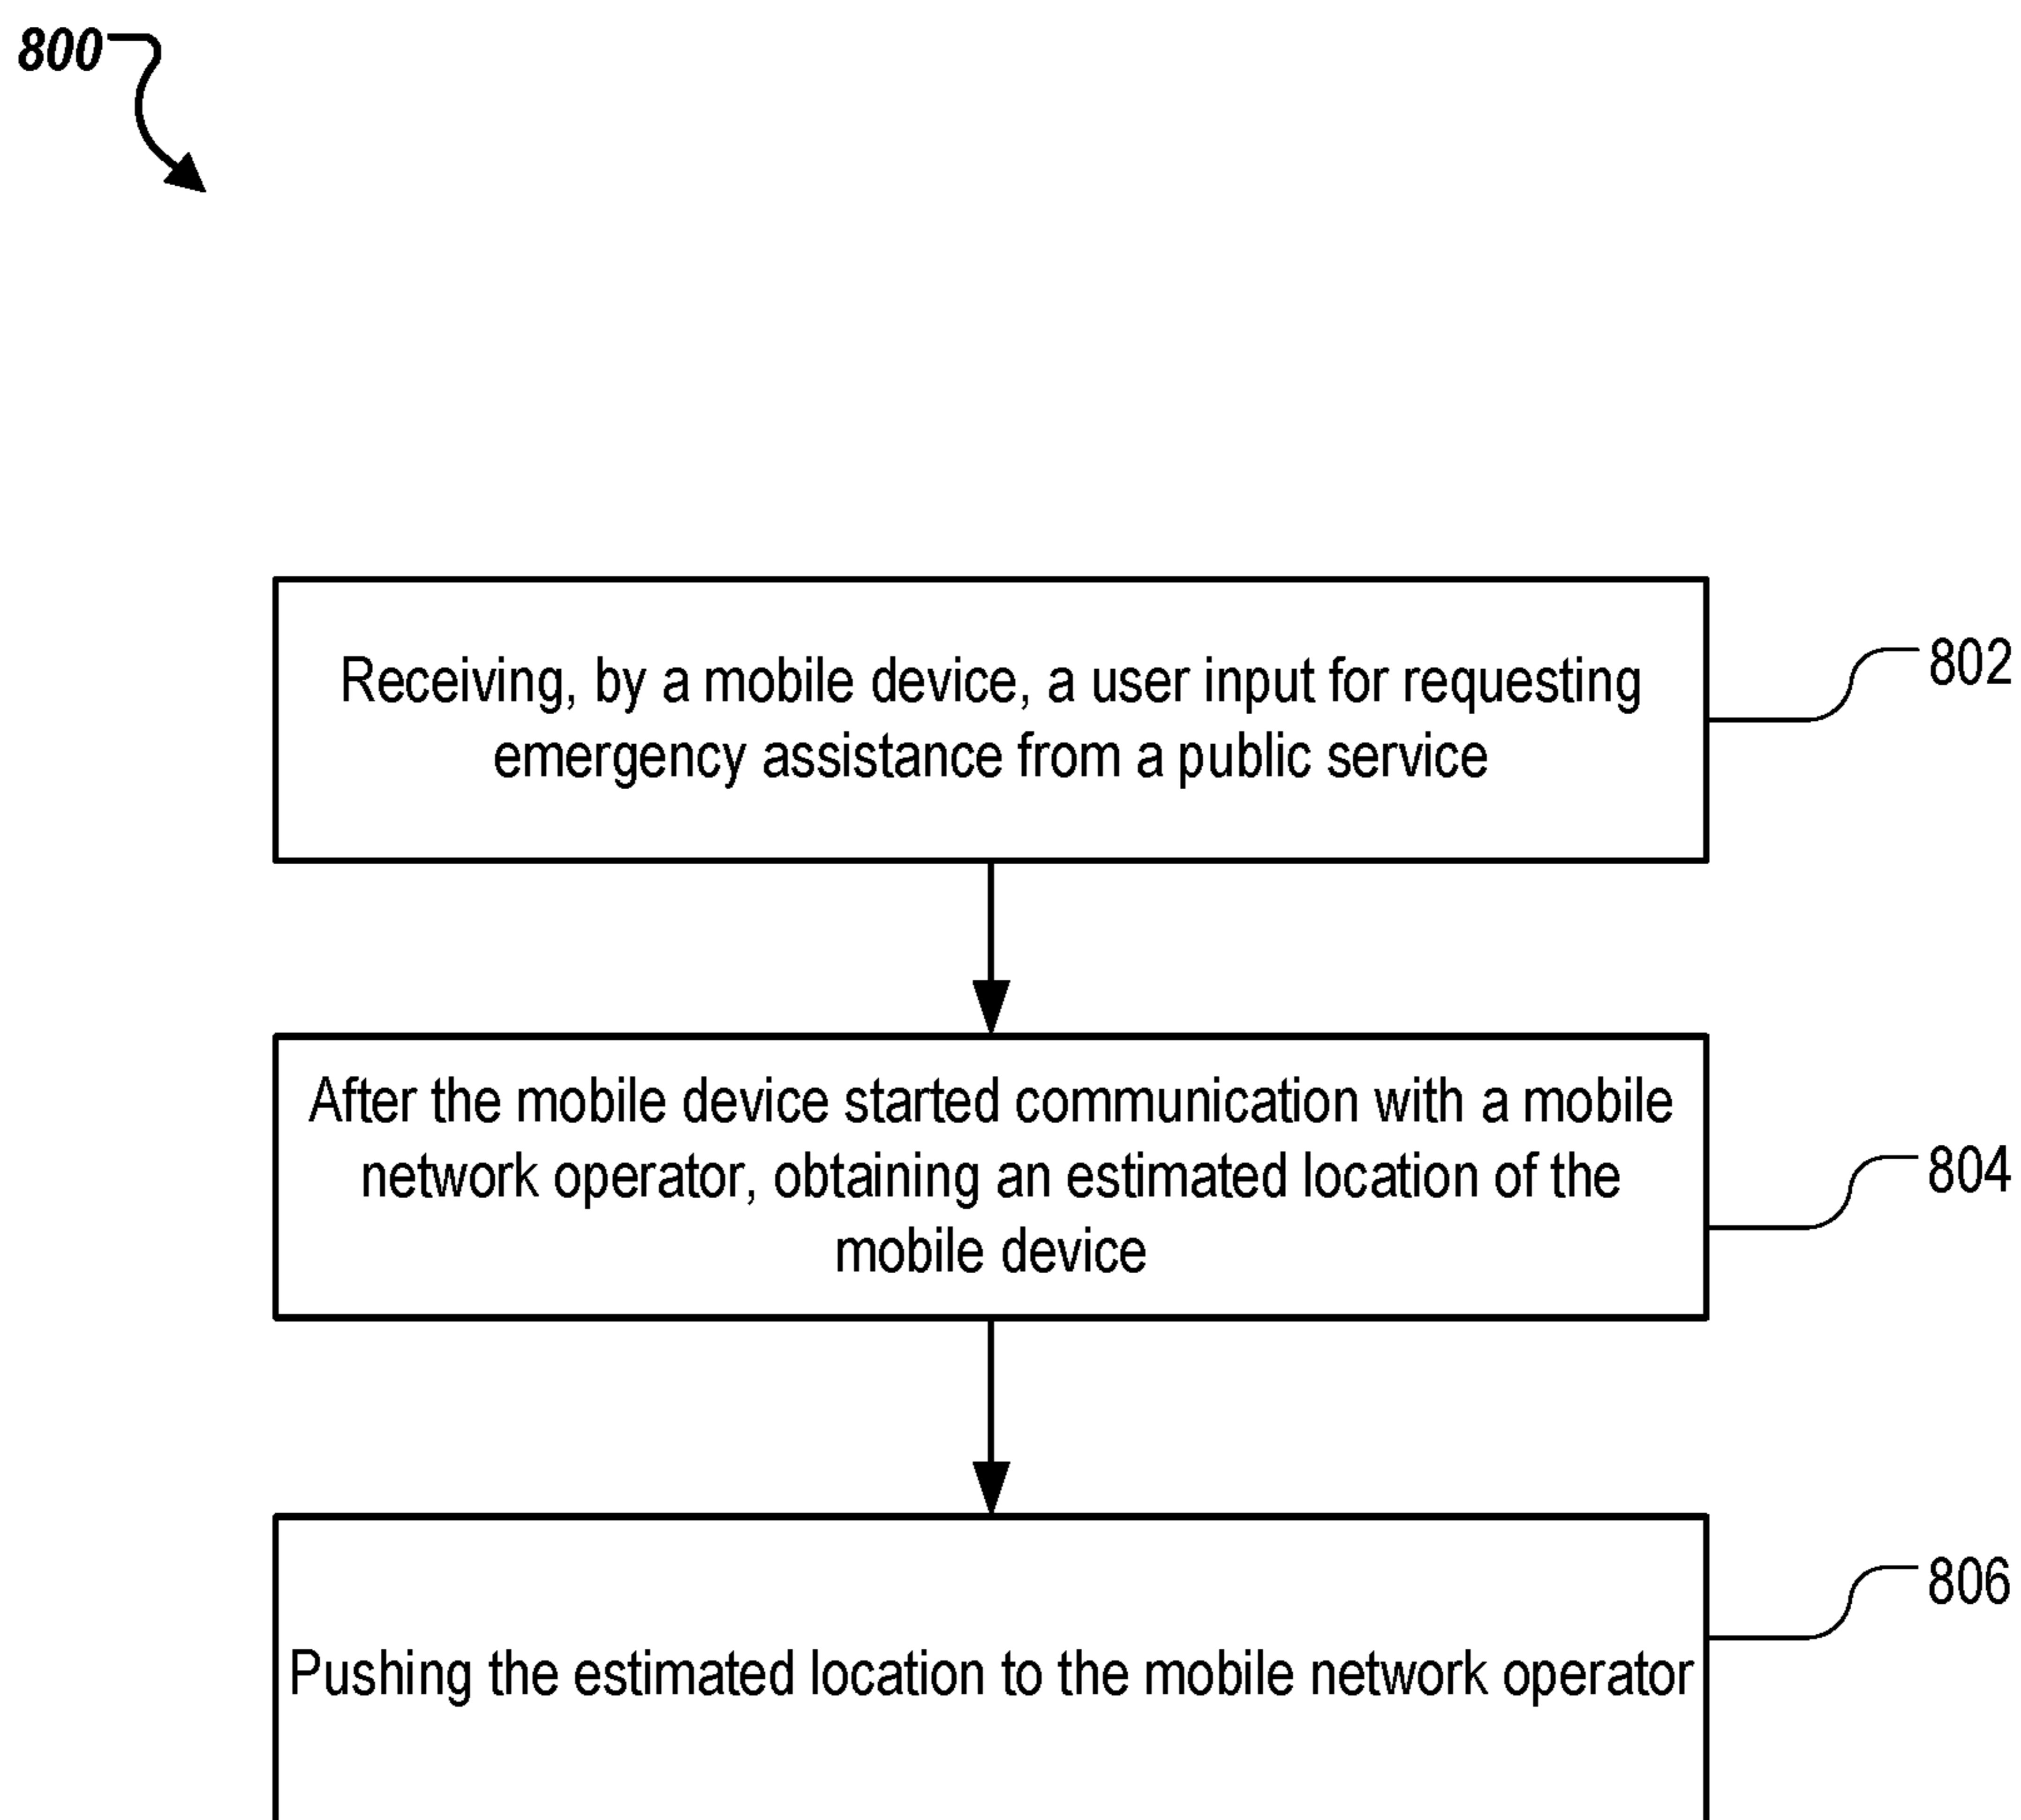 800
Receiving, by a mobile device, a user input for requesting
emergency assistance from a public service
802
After the mobile device started communication with a mobile
network operator, obtaining an estimated location of the
mobile device
804
Pushing the estimated location to the mobile network operator
806